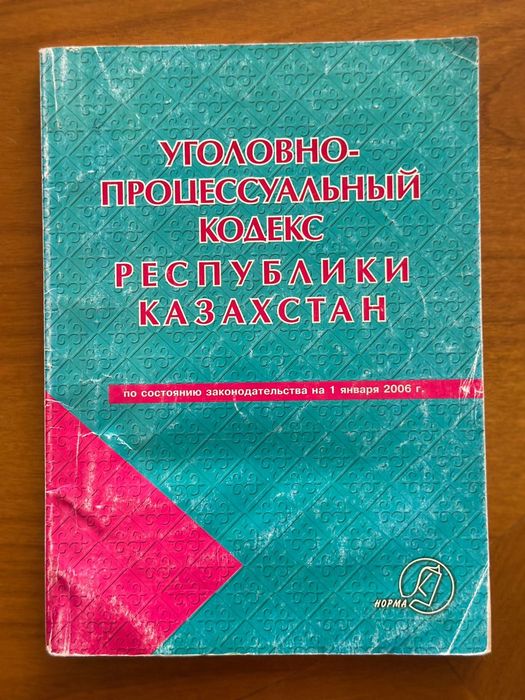 УГОЛОВНО-
ПРОЦЕССУАЛЬНЫЙ
КОДЕКС
РЕСПУБЛИКИ
КАЗАХСТАН
по состоянию законодательства на 1 января 2006 г.
НОРМА
К